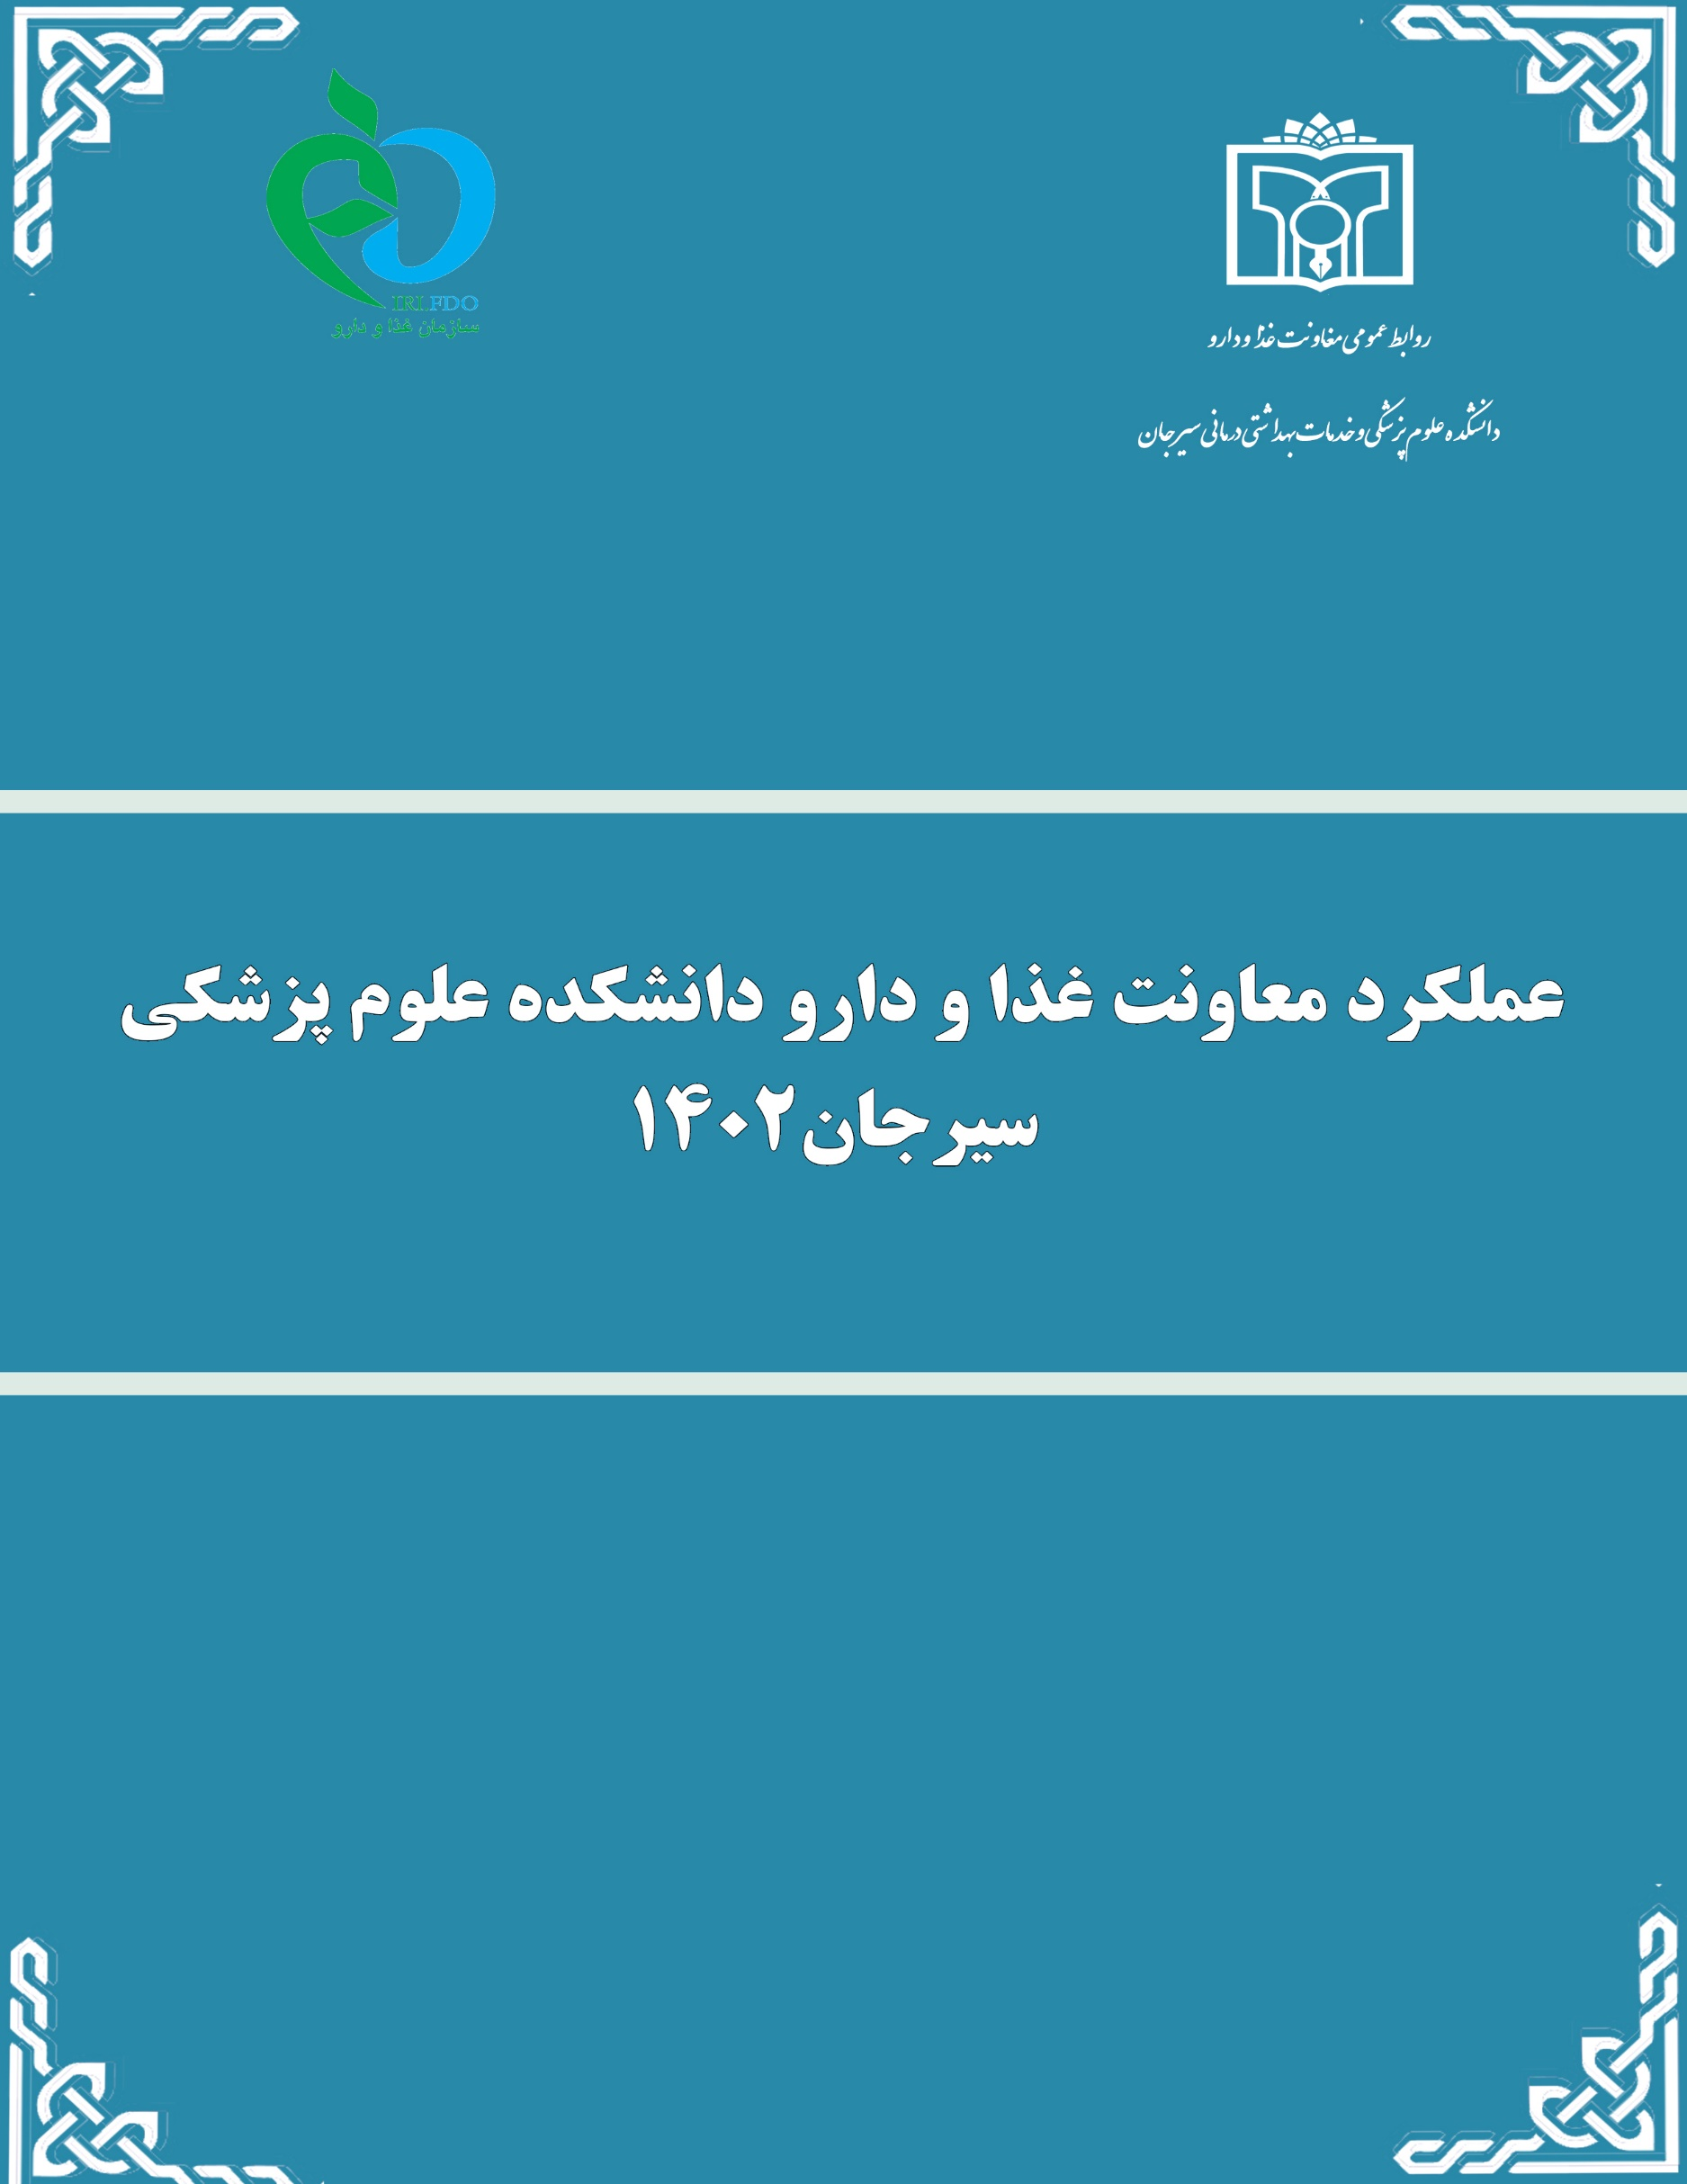 IRI.FDO
سازمان غذا و دارو
روابط عمومی معاونت غذا و دارو
دانشکده علوم پزشکی و خدمات بهداشتی درمانی سیرجان
عملکرد معاونت غذا و دارو دانشکده علوم پزشکی
سیرجان۱۴۰۲